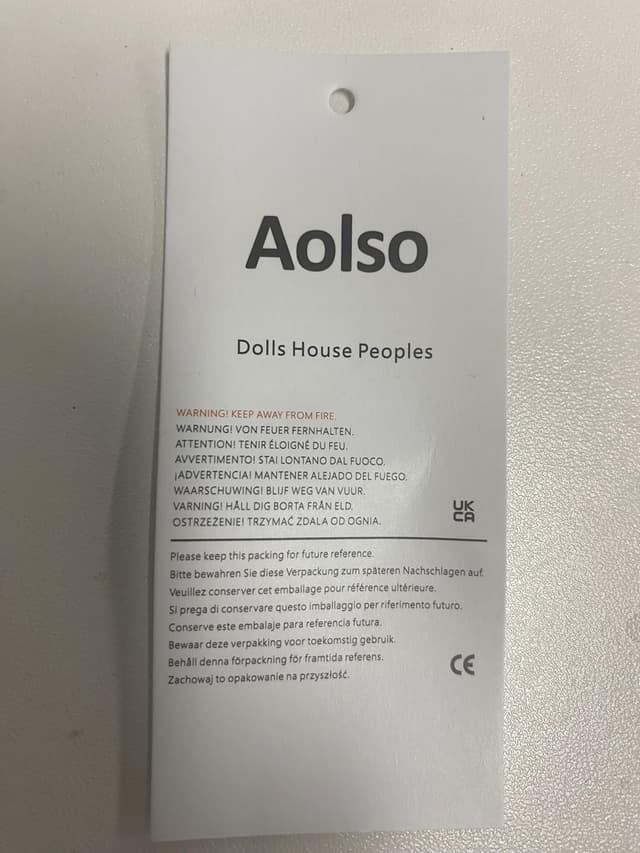 Aolso
Dolls House Peoples
WARNING! KEEP AWAY FROM FIRE.
WARNUNG! VON FEUER FERNHALTEN.
ATTENTION! TENIR ÉLOIGNÉ DU FEU.
AVVERTIMENTO! STAI LONTANO DAL FUOCO.
¡ADVERTENCIA! MANTENER ALEJADO DEL FUEGO.
WAARSCHUWING! BLIJF WEG VAN VUUR.
VARNING! HÅLL DIG BORTA FRÅN ELD.
OSTRZEŻENIE! TRZYMAĆ ZDALA OD OGNIA.
UK
CA
Please keep this packing for future reference.
Bitte bewahren Sie diese Verpackung zum späteren Nachschlagen auf.
Veuillez conserver cet emballage pour référence ultérieure.
Si prega di conservare questo imballaggio per riferimento futuro.
Conserve este embalaje para referencia futura.
Bewaar deze verpakking voor toekomstig gebruik.
Behåll denna förpackning för framtida referens.
Zachowaj to opakowanie na przyszłość.
CE